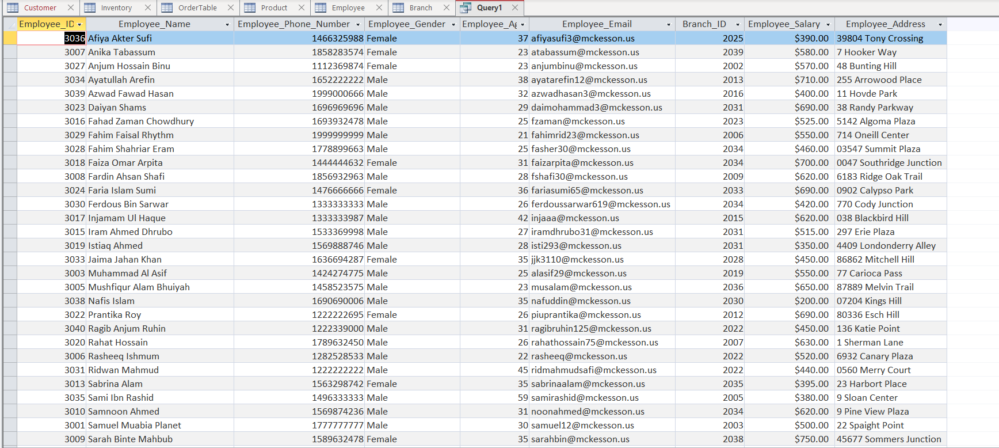 Customer Inventory OrderTable Product Employee Branch Query1
Employee_ID Employee_Name Employee_Phone_Number Employee_Gender Employee_Ag Employee_Email Branch_ID Employee_Salary Employee_Address
3036 Afiya Akter Sufi 1466325988 Female 37 afiyasufi3@mckesson.us 2025 $390.00 39804 Tony Crossing
3007 Anika Tabassum 1858283574 Female 23 atabassum@mckesson.us 2039 $580.00 7 Hooker Way
3027 Anjum Hossain Binu 1112369874 Female 23 anjumbinu@mckesson.us 2002 $570.00 48 Bunting Hill
3034 Ayatullah Arefin 1652222222 Male 38 ayatarefin12@mckesson.us 2013 $710.00 255 Arrowood Place
3039 Azwad Fawad Hasan 1999000666 Male 32 azwadhasan3@mckesson.us 2016 $400.00 11 Hovde Park
3023 Daiyan Shams 1696969696 Male 29 daimohammad3@mckesson.us 2031 $690.00 38 Randy Parkway
3016 Fahad Zaman Chowdhury 1693932478 Male 25 fzaman@mckesson.us 2023 $525.00 5142 Algoma Plaza
3029 Fahim Faisal Rhythm 1999999999 Male 21 fahimrid23@mckesson.us 2006 $550.00 714 Oneill Center
3028 Fahim Shahriar Eram 1778899663 Male 25 fasher30@mckesson.us 2034 $460.00 03547 Summit Plaza
3018 Faiza Omar Arpita 1444444632 Female 31 faizarpita@mckesson.us 2034 $700.00 0047 Southridge Junction
3008 Fardin Ahsan Shafi 1856932963 Male 28 fshafi30@mckesson.us 2009 $620.00 6183 Ridge Oak Trail
3024 Faria Islam Sumi 1476666666 Female 36 fariasumi65@mckesson.us 2033 $690.00 0902 Calypso Park
3030 Ferdous Bin Sarwar 1333333333 Male 26 ferdoussarwar619@mckesson.us 2034 $420.00 770 Cody Junction
3017 Injamam Ul Haque 1333333987 Male 42 injaaa@mckesson.us 2015 $620.00 038 Blackbird Hill
3015 Iram Ahmed Dhrubo 1533369998 Male 27 iramdhrubo31@mckesson.us 2031 $515.00 297 Erie Plaza
3019 Istiaq Ahmed 1569888746 Male 28 isti293@mckesson.us 2031 $350.00 4409 Londonderry Alley
3033 Jaima Jahan Khan 1636694287 Female 35 jjk3110@mckesson.us 2028 $450.00 86862 Mitchell Hill
3003 Muhammad Al Asif 1424274775 Male 25 alasif29@mckesson.us 2019 $550.00 77 Carioca Pass
3005 Mushfiqur Alam Bhuiyah 1458523575 Male 23 musalam@mckesson.us 2036 $650.00 87889 Melvin Trail
3038 Nafis Islam 1690690006 Male 35 nafuddin@mckesson.us 2030 $200.00 07204 Kings Hill
3022 Prantika Roy 1222222695 Female 26 piuprantika@mckesson.us 2012 $690.00 80336 Esch Hill
3040 Ragib Anjum Ruhin 1222339000 Male 31 ragibruhin125@mckesson.us 2022 $450.00 136 Katie Point
3020 Rahat Hossain 1789632450 Male 26 rahathossain75@mckesson.us 2007 $630.00 1 Sherman Lane
3006 Rasheeq Ishmum 1282528533 Male 22 rasheeq@mckesson.us 2022 $520.00 6932 Canary Plaza
3031 Ridwan Mahmud 1222222222 Male 45 ridmahmudsafi@mckesson.us 2022 $440.00 0560 Merry Court
3013 Sabrina Alam 1563298742 Female 35 sabrinaalam@mckesson.us 2035 $395.00 23 Harbort Place
3035 Sami Ibn Rashid 1496333333 Male 59 samirashid@mckesson.us 2005 $380.00 9 Sloan Center
3010 Samnoon Ahmed 1569874236 Male 31 noonahmed@mckesson.us 2034 $620.00 9 Pine View Plaza
3001 Samuel Muabia Planet 1777777777 Male 30 samuel12@mckesson.us 2003 $500.00 22 Spaight Point
3009 Sarah Binte Mahbub 1589632478 Female 35 sarahbin@mckesson.us 2038 $750.00 45677 Sommers Junction